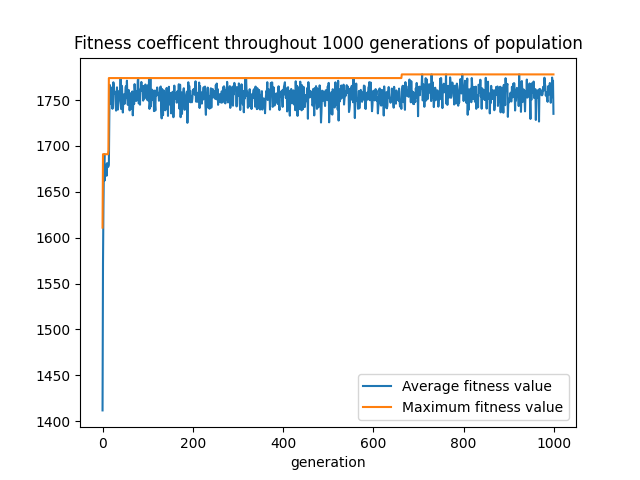 Fitness coefficent throughout 1000 generations of population
1750
1700
1650
1600
1550
1500
1450
1400
Average fitness value
Maximum fitness value
0 200 400 600 800 1000
generation